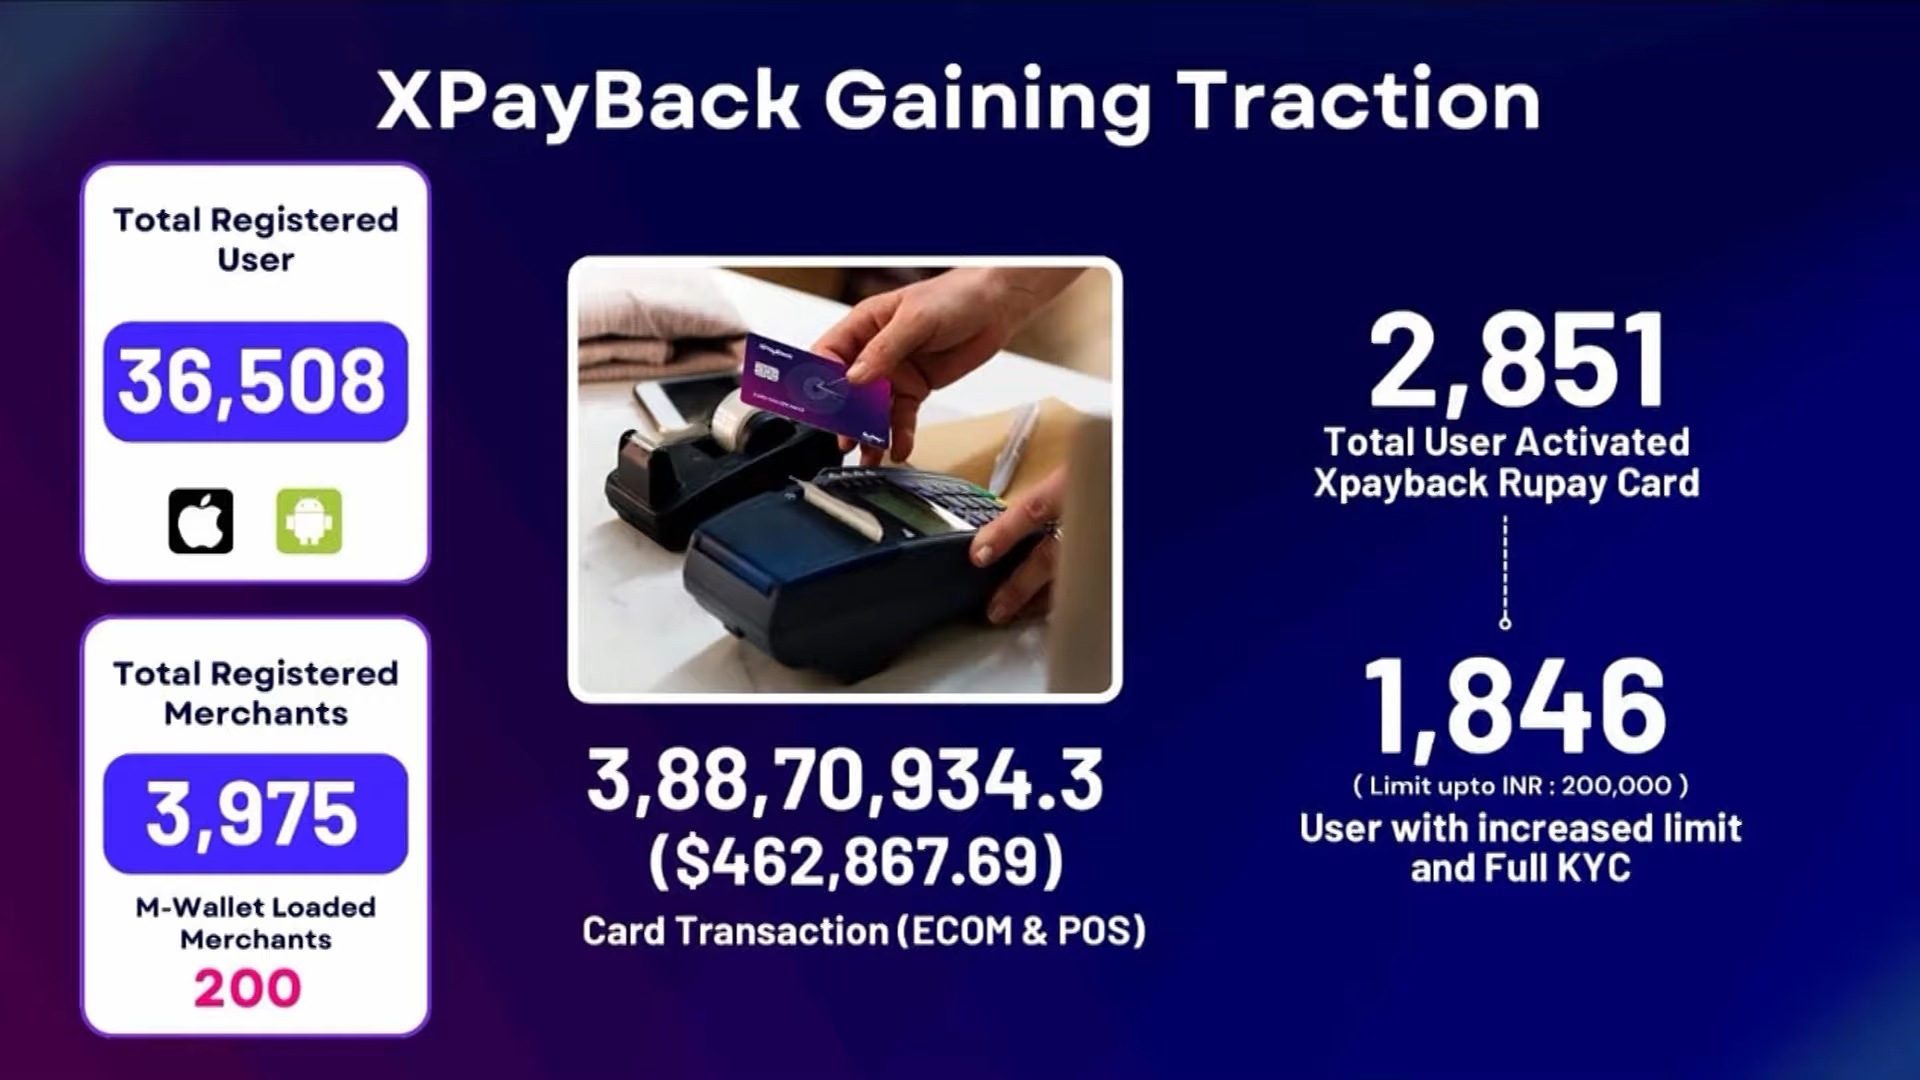 XPayBack Gaining Traction
Total Registered
User
36,508
Total Registered
Merchants
3,975
M-Wallet Loaded
Merchants
200
XPayBack
3,88,70,934.3
($462,867.69)
Card Transaction (ECOM & POS)
2,851
Total User Activated
Xpayback Rupay Card
1,846
( Limit upto INR : 200,000 )
User with increased limit
and Full KYC